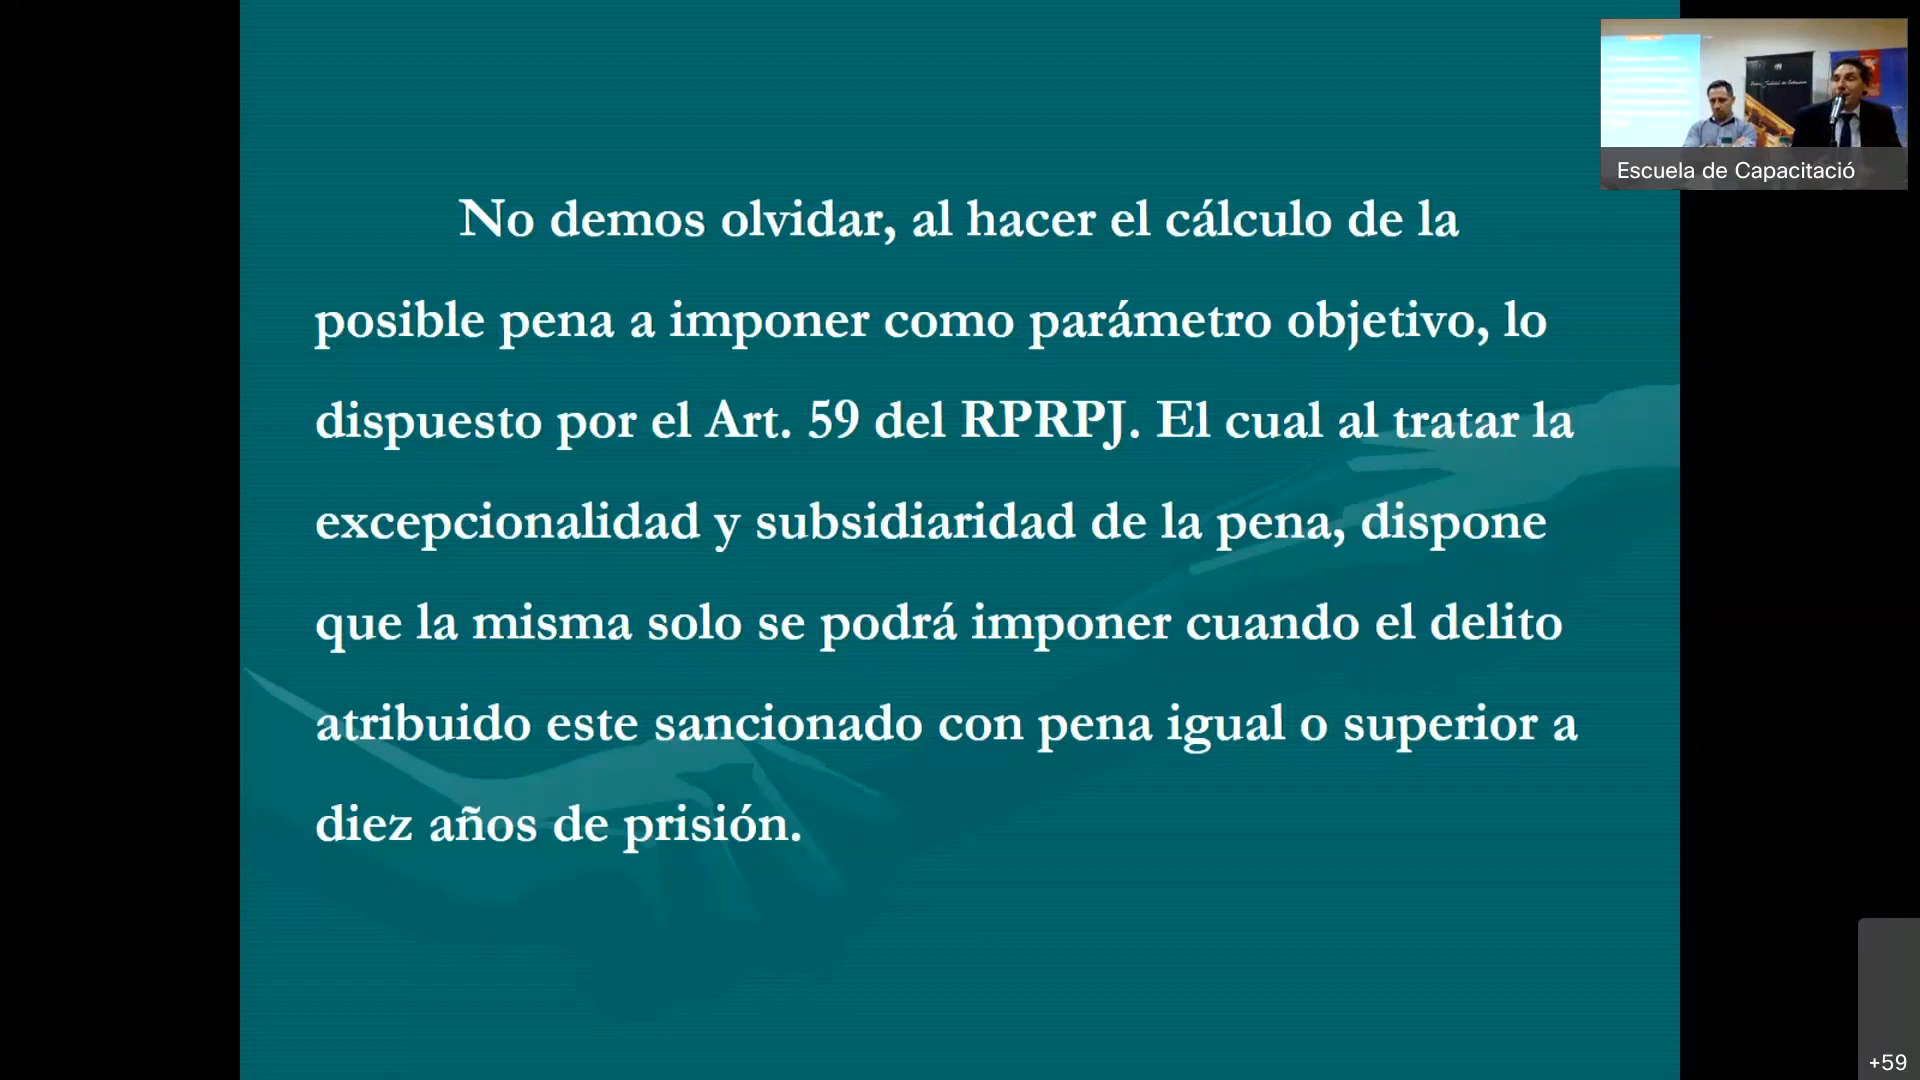 No demos olvidar, al hacer el cálculo de la
posible pena a imponer como parámetro objetivo, lo
dispuesto por el Art. 59 del RPRPJ. El cual al tratar la
excepcionalidad y subsidiaridad de la pena, dispone
que la misma solo se podrá imponer cuando el delito
atribuido este sancionado con pena igual o superior a
diez años de prisión.
Escuela de Capacitació
+59